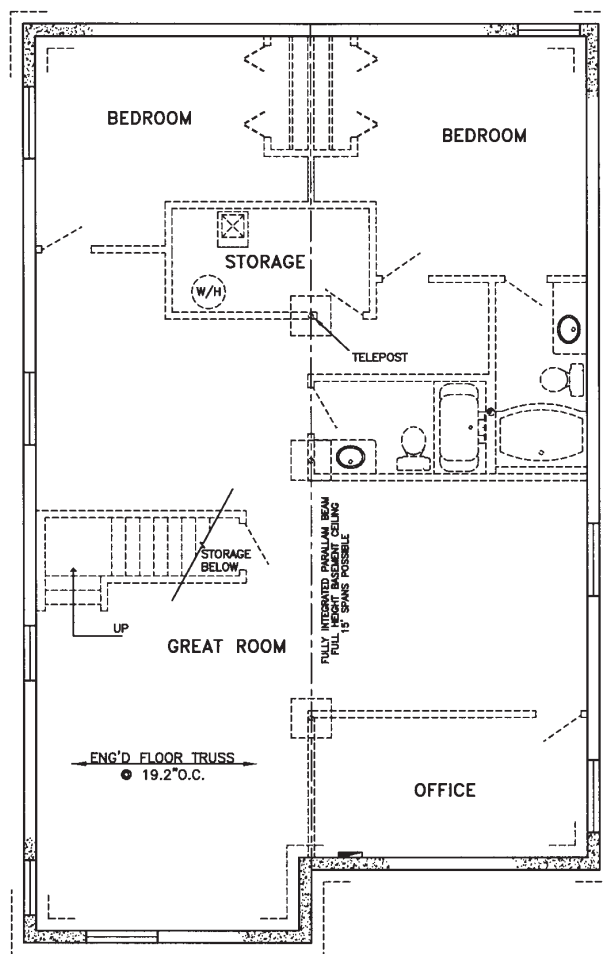 BEDROOM
BEDROOM
STORAGE
W/H
TELEPOST
FULLY INTEGRATED PARALLAM BEAM
FULL HEIGHT BASEMENT CEILING
15' SPANS POSSIBLE
STORAGE
BELOW
UP
GREAT ROOM
ENG'D FLOOR TRUSS
@ 19.2"O.C.
OFFICE